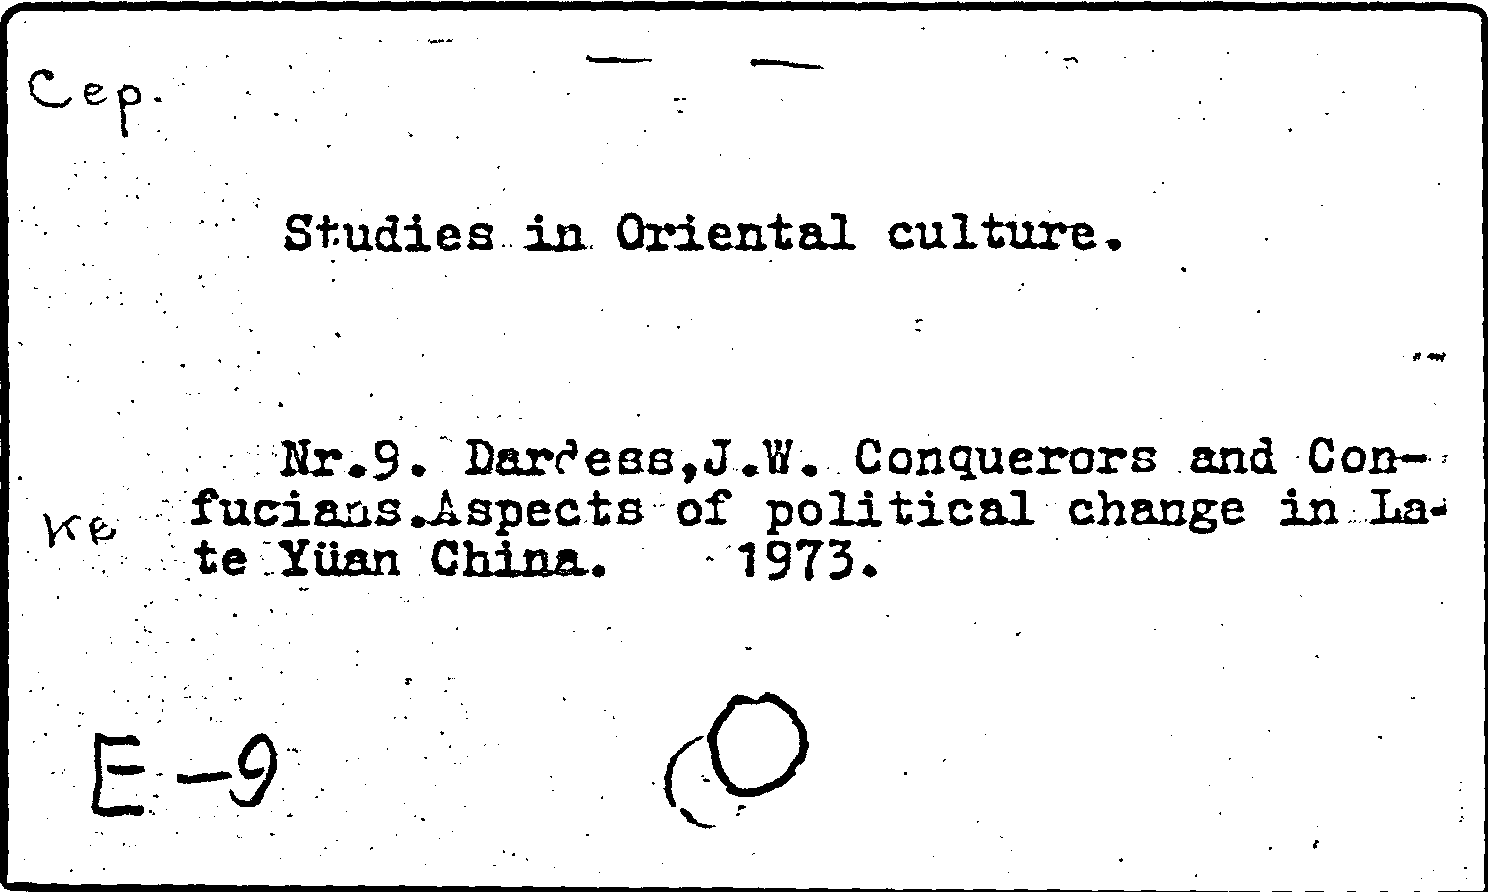 Сер.
Studies in Oriental culture.
Nr.9. Dardess,J.W. Conquerors and Con-
fucians.Aspects of political change in La-
te Yüan China. 1973.
Ke
E-9